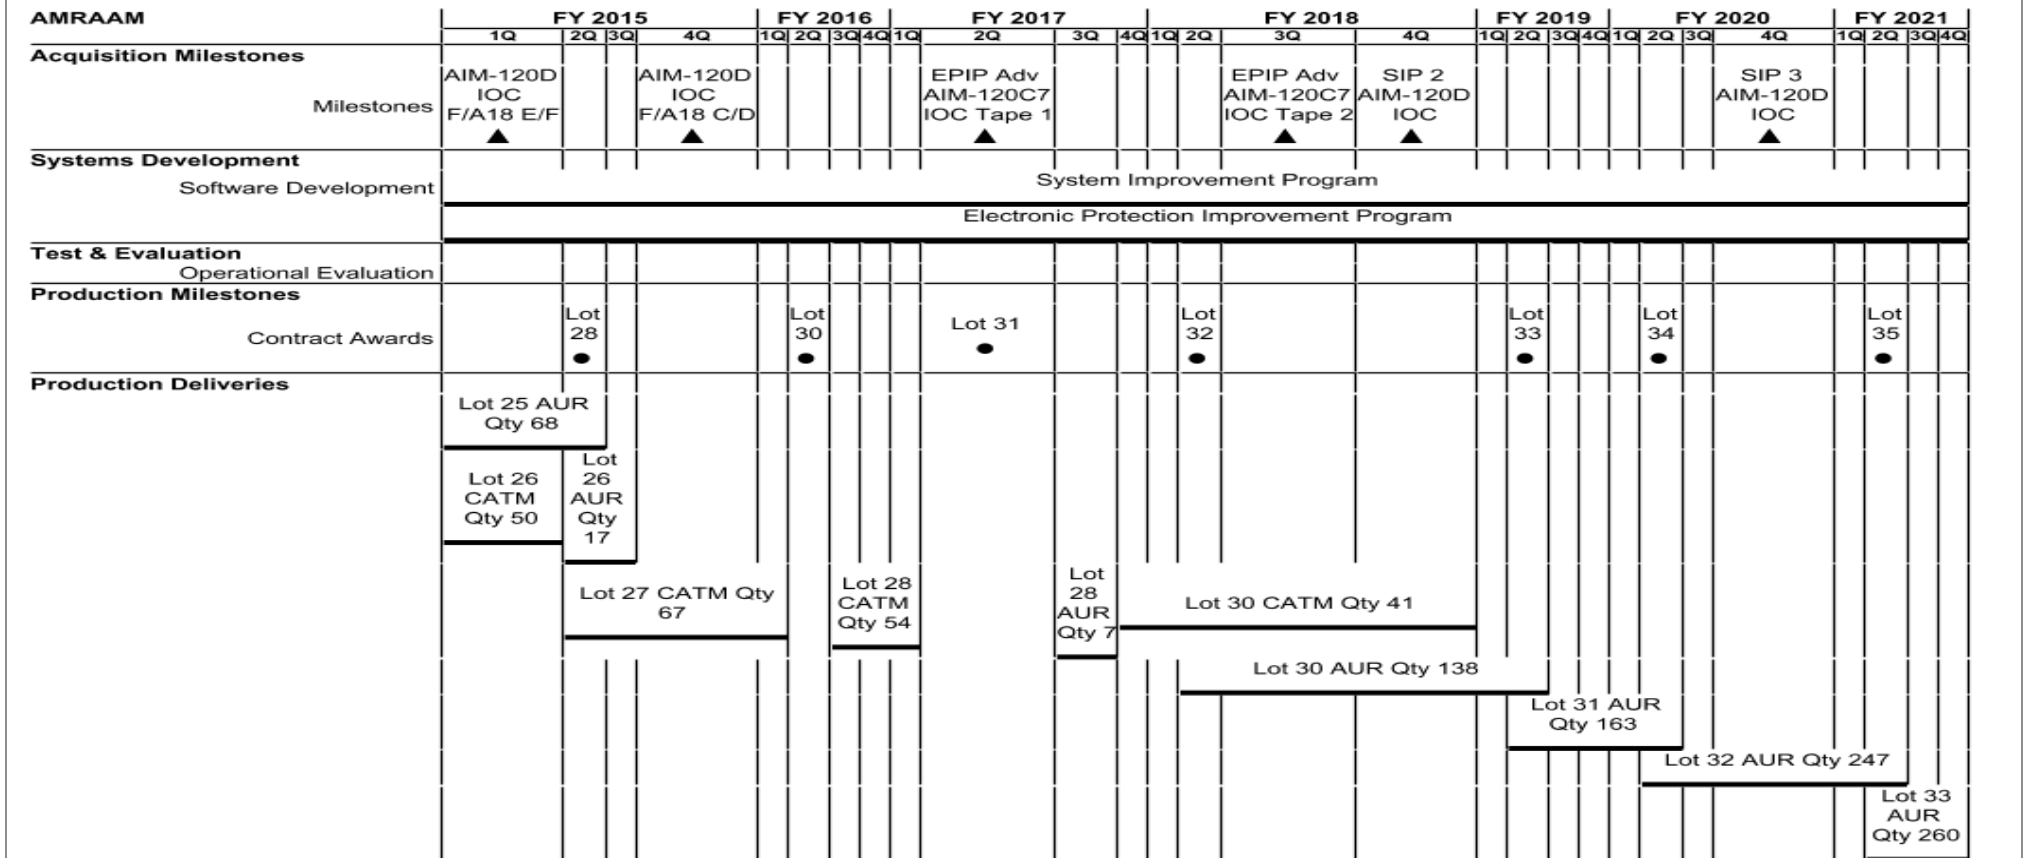 AMRAAM FY 2015 FY 2016 FY 2017 FY 2018 FY 2019 FY 2020 FY 2021
1Q 2Q 3Q 4Q 1Q 2Q 3Q 4Q 1Q 2Q 3Q 4Q 1Q 2Q 3Q 4Q 1Q 2Q 3Q 4Q 1Q 2Q 3Q 4Q 1Q 2Q 3Q 4Q
Acquisition Milestones
Milestones
AIM-120D
IOC
F/A18 E/F
AIM-120D
IOC
F/A18 C/D
EPIP Adv
AIM-120C7
IOC Tape 1
EPIP Adv
AIM-120C7
IOC Tape 2
SIP 2
AIM-120D
IOC
SIP 3
AIM-120D
IOC
Systems Development
Software Development
System Improvement Program
Electronic Protection Improvement Program
Test & Evaluation
Operational Evaluation
Production Milestones
Contract Awards
Lot
28
Lot
30
Lot 31
Lot
32
Lot
33
Lot
34
Lot
35
Production Deliveries
Lot 25 AUR
Qty 68
Lot 26
CATM
Qty 50
Lot
26
AUR
Qty
17
Lot 27 CATM Qty
67
Lot 28
CATM
Qty 54
Lot
28
AUR
Qty 7
Lot 30 CATM Qty 41
Lot 30 AUR Qty 138
Lot 31 AUR
Qty 163
Lot 32 AUR Qty 247
Lot 33
AUR
Qty 260